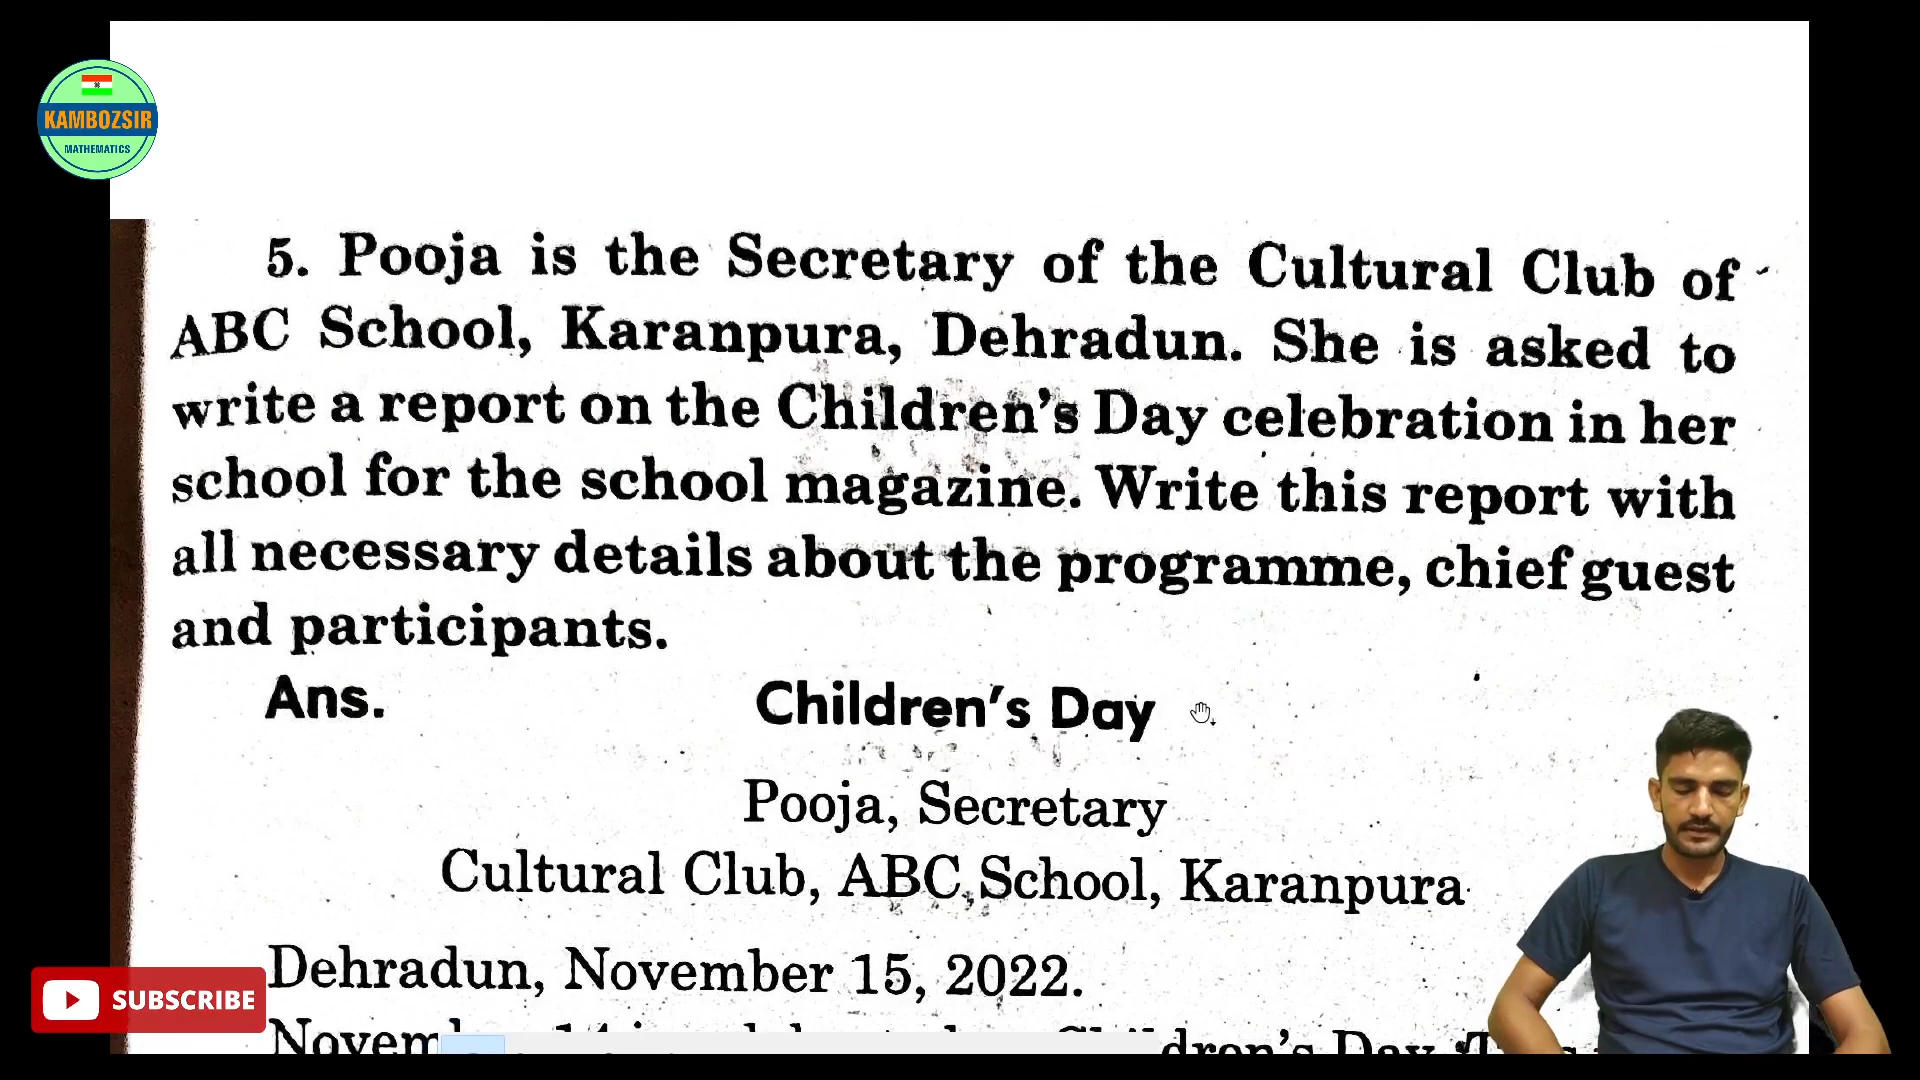 KAMBOZSIR
MATHEMATICS
5. Pooja is the Secretary of the Cultural Club of
ABC School, Karanpura, Dehradun. She is asked to
write a report on the Children's Day celebration in her
school for the school magazine. Write this report with
all necessary details about the programme, chief guest
and participants.
Ans. Children's Day
Pooja, Secretary
Cultural Club, ABC School, Karanpura
Dehradun, November 15, 2022.
SUBSCRIBE
Day